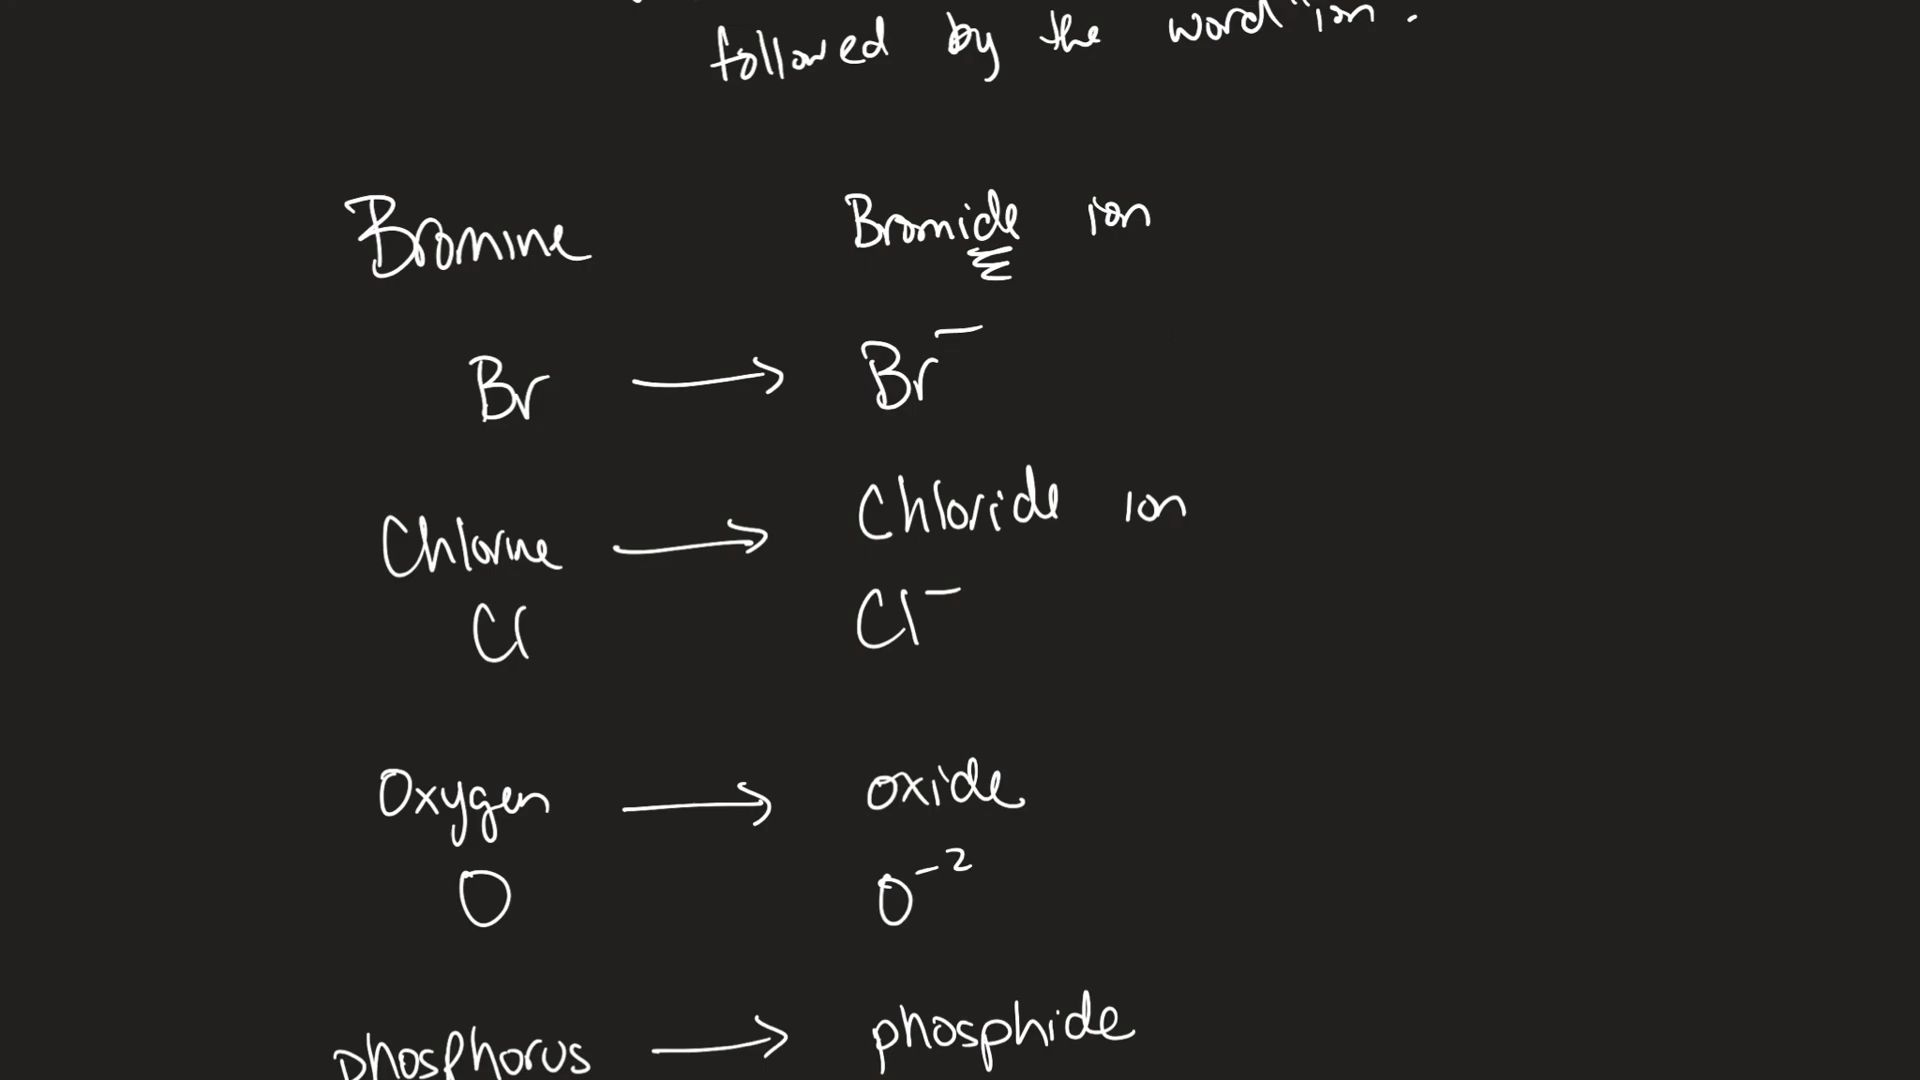 followed by the word "ion.
Bromine Bromide ion
Br → Br⁻
Chlorine → Chloride ion
Cl Cl⁻
Oxygen → oxide
O O⁻²
phosphorus → phosphide